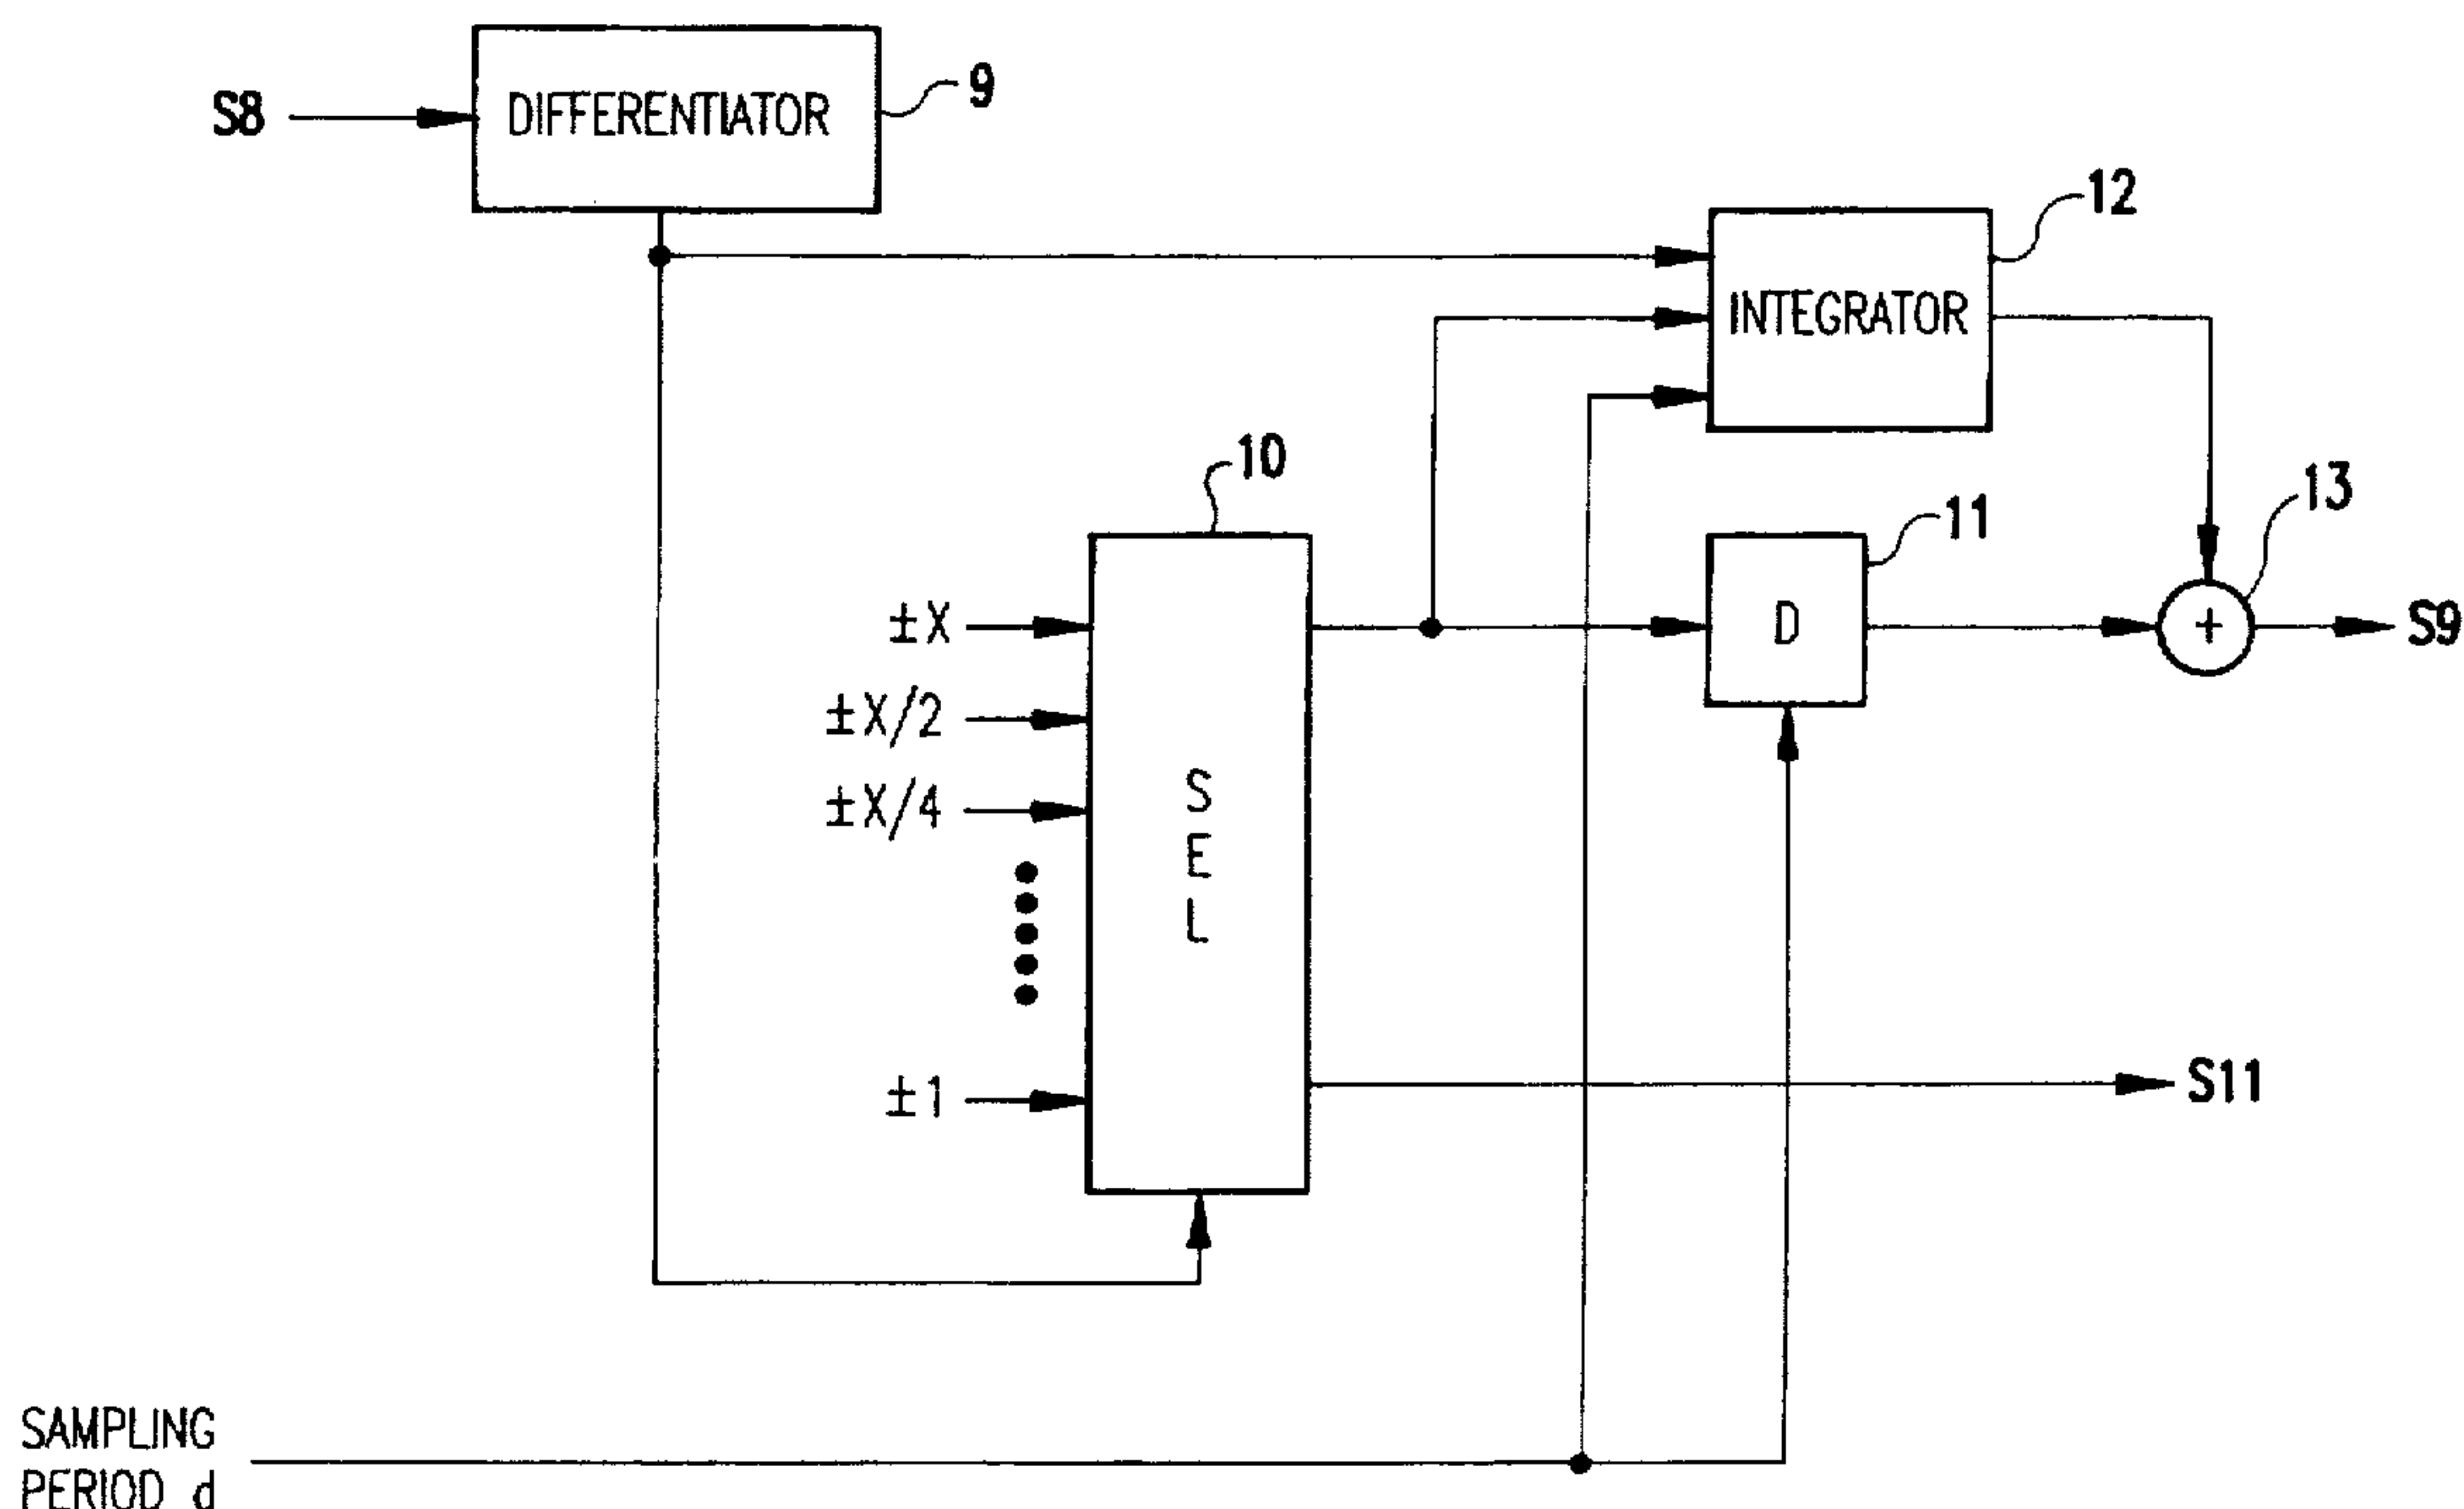 S8
DIFFERENTIATOR
9
12
INTEGRATOR
10
11
13
±X
D
+
S9
±X/2
±X/4
S
E
L
±1
S11
SAMPLING
PERIOD d